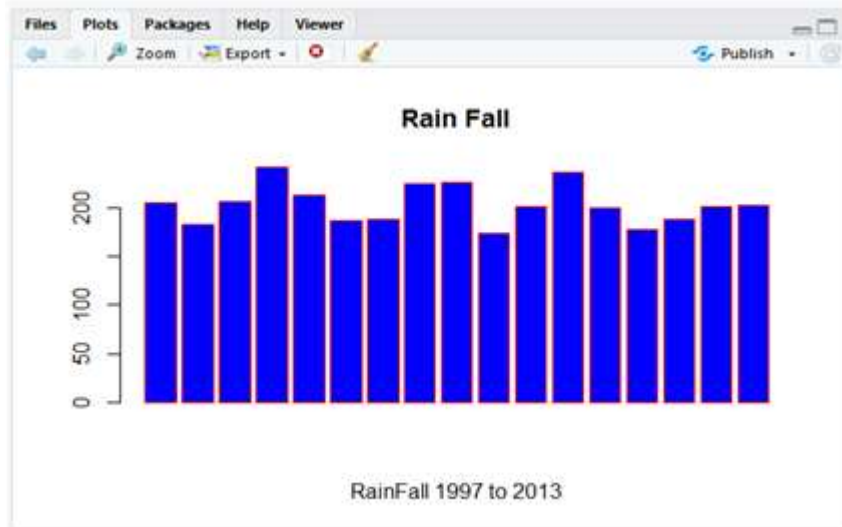 Files Plots Packages Help Viewer
Zoom Export Publish
Rain Fall
200
100
50
0
RainFall 1997 to 2013